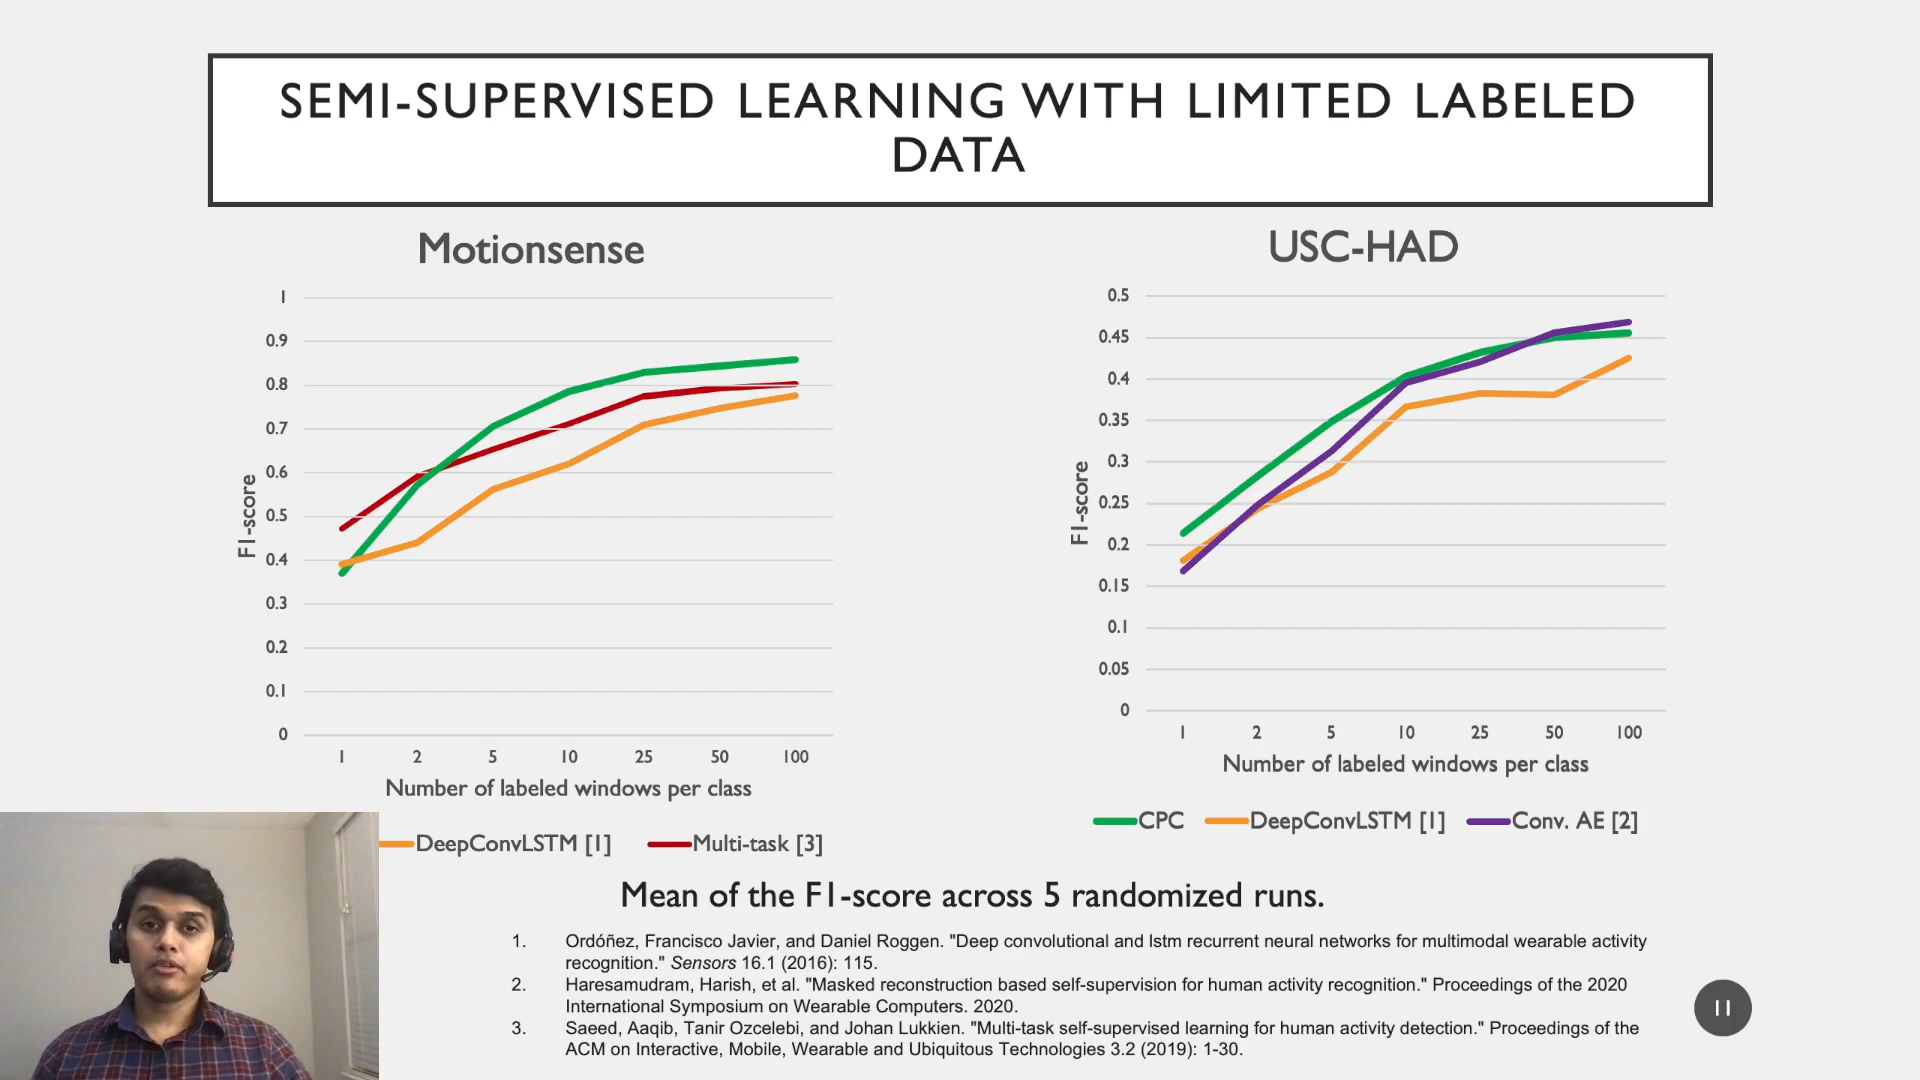 SEMI-SUPERVISED LEARNING WITH LIMITED LABELED
DATA
Motionsense
1
0.9
0.8
0.7
0.6
0.5
0.4
0.3
0.2
0.1
0
F1-score
1 2 5 10 25 50 100
Number of labeled windows per class
DeepConvLSTM [1] Multi-task [3]
USC-HAD
0.5
0.45
0.4
0.35
0.3
0.25
0.2
0.15
0.1
0.05
0
F1-score
1 2 5 10 25 50 100
Number of labeled windows per class
CPC DeepConvLSTM [1] Conv. AE [2]
Mean of the F1-score across 5 randomized runs.
1. Ordóñez, Francisco Javier, and Daniel Roggen. "Deep convolutional and lstm recurrent neural networks for multimodal wearable activity
recognition." Sensors 16.1 (2016): 115.
2. Haresamudram, Harish, et al. "Masked reconstruction based self-supervision for human activity recognition." Proceedings of the 2020
International Symposium on Wearable Computers. 2020.
3. Saeed, Aaqib, Tanir Ozcelebi, and Johan Lukkien. "Multi-task self-supervised learning for human activity detection." Proceedings of the
ACM on Interactive, Mobile, Wearable and Ubiquitous Technologies 3.2 (2019): 1-30.
11